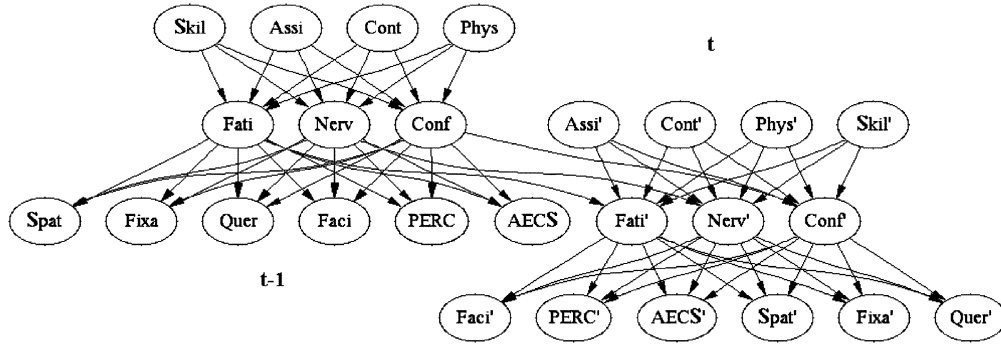 Skil Assi Cont Phys
t
Fati Nerv Conf
Assi' Cont' Phys' Skil'
Spat Fixa Quer Faci PERC AECS
Fati' Nerv' Conf'
t-1
Faci' PERC' AECS' Spat' Fixa' Quer'